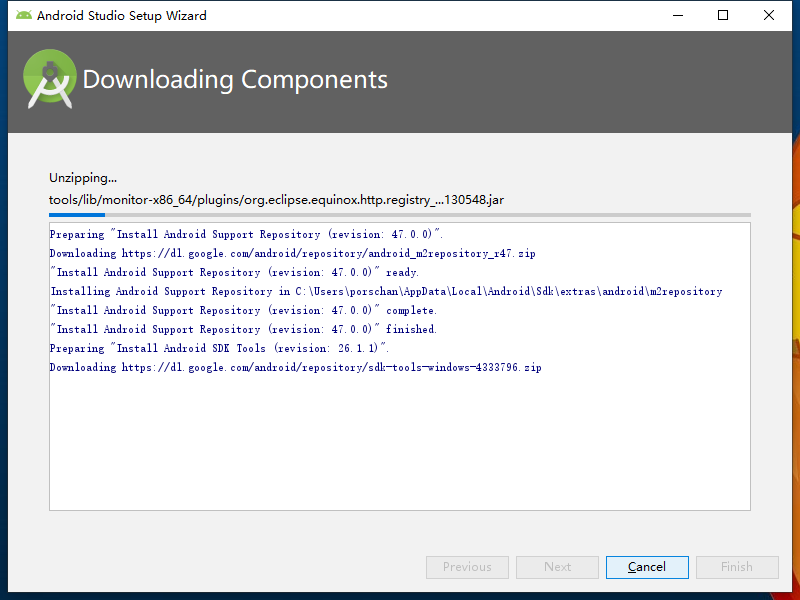 Android Studio Setup Wizard
Downloading Components
Unzipping...
tools/lib/monitor-x86_64/plugins/org.eclipse.equinox.http.registry_...130548.jar
Preparing "Install Android Support Repository (revision: 47.0.0)".
Downloading https://dl.google.com/android/repository/android_m2repository_r47.zip
"Install Android Support Repository (revision: 47.0.0)" ready.
Installing Android Support Repository in C:\Users\porschan\AppData\Local\Android\Sdk\extras\android\m2repository
"Install Android Support Repository (revision: 47.0.0)" complete.
"Install Android Support Repository (revision: 47.0.0)" finished.
Preparing "Install Android SDK Tools (revision: 26.1.1)".
Downloading https://dl.google.com/android/repository/sdk-tools-windows-4333796.zip
Previous Next Cancel Finish